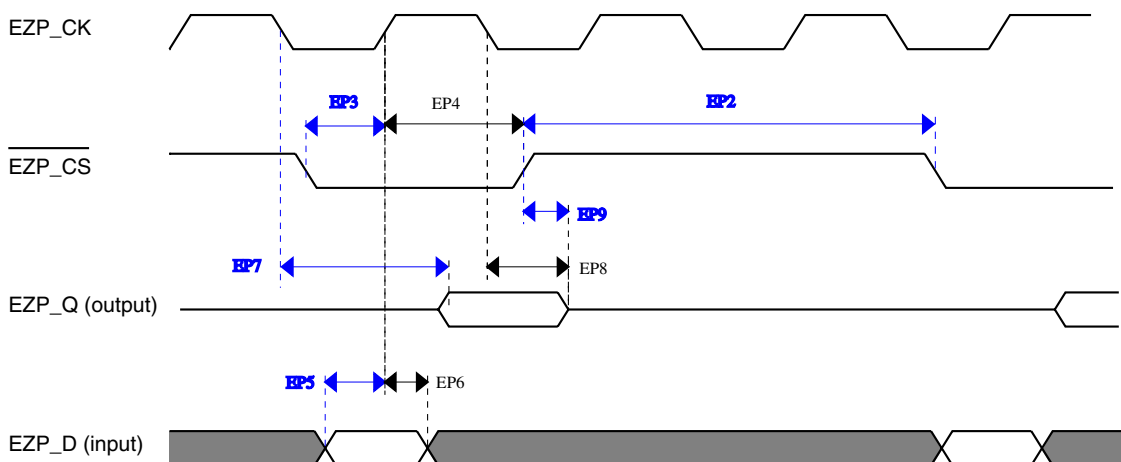 EZP_CK
EP3
EP4
EP2
EZP_CS
EP9
EP7
EP8
EZP_Q (output)
EP5
EP6
EZP_D (input)